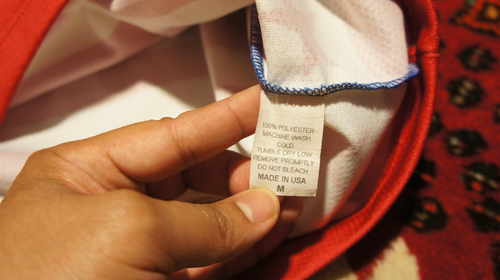 100% POLYESTER
MACHINE WASH
COLD
TUMBLE DRY LOW
REMOVE PROMPTLY
DO NOT BLEACH
MADE IN USA
M